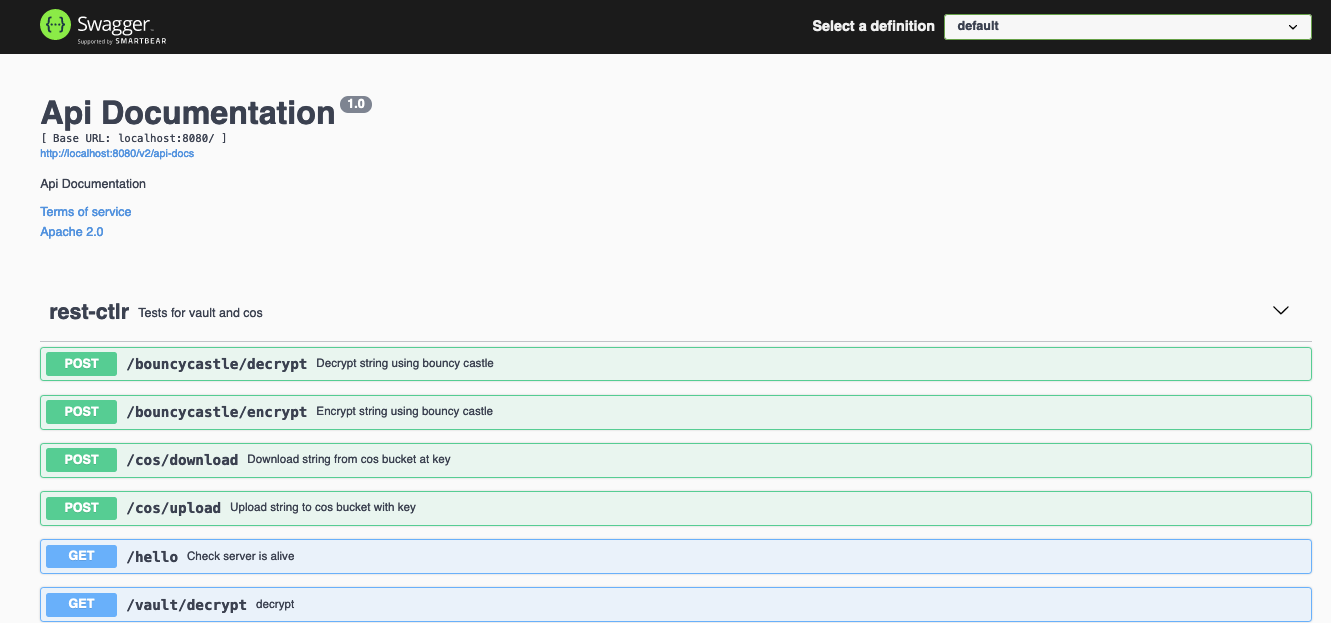 {···} Swagger
Supported by SMARTBEAR
Select a definition default
Api Documentation 1.0
[ Base URL: localhost:8080/ ]
http://localhost:8080/v2/api-docs
Api Documentation
Terms of service
Apache 2.0
rest-ctlr Tests for vault and cos
POST /bouncycastle/decrypt Decrypt string using bouncy castle
POST /bouncycastle/encrypt Encrypt string using bouncy castle
POST /cos/download Download string from cos bucket at key
POST /cos/upload Upload string to cos bucket with key
GET /hello Check server is alive
GET /vault/decrypt decrypt